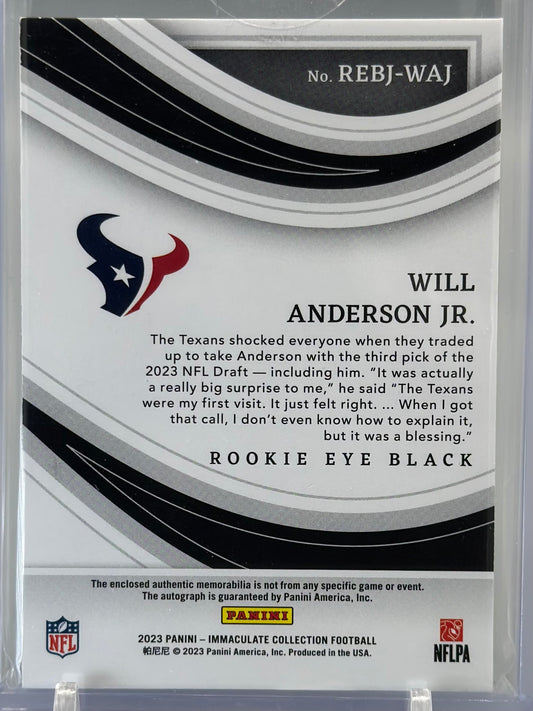 No. REBJ-WAJ
WILL
ANDERSON JR.
The Texans shocked everyone when they traded
up to take Anderson with the third pick of the
2023 NFL Draft — including him. “It was actually
a really big surprise to me,” he said “The Texans
were my first visit. It just felt right. ... When I got
that call, I don’t even know how to explain it,
but it was a blessing.”
ROOKIE EYE BLACK
The enclosed authentic memorabilia is not from any specific game or event.
The autograph is guaranteed by Panini America, Inc.
PANINI
NFL
2023 PANINI – IMMACULATE COLLECTION FOOTBALL
帕尼尼 © 2023 Panini America, Inc. Produced in the USA.
NFLPA